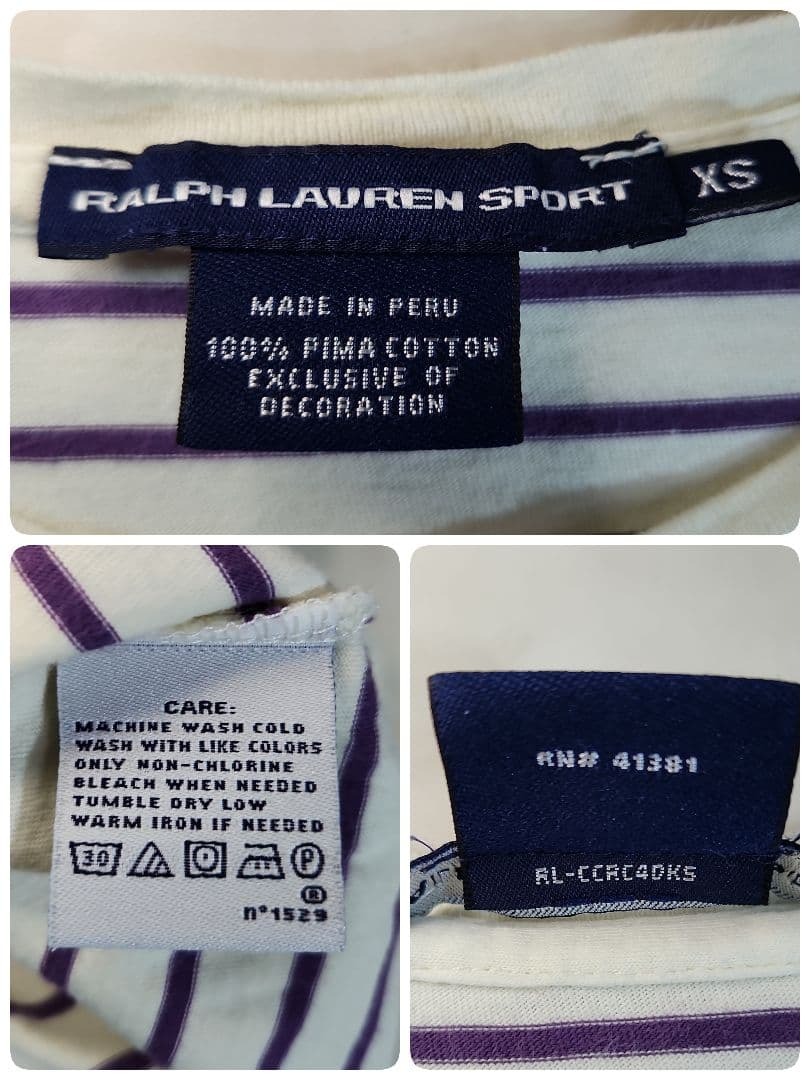 RALPH LAUREN SPORT XS
MADE IN PERU
100% PIMA COTTON
EXCLUSIVE OF
DECORATION
CARE:
MACHINE WASH COLD
WASH WITH LIKE COLORS
ONLY NON-CHLORINE
BLEACH WHEN NEEDED
TUMBLE DRY LOW
WARM IRON IF NEEDED
30 P
®
n°1529
RN# 41381
RL-CCRC4DKS